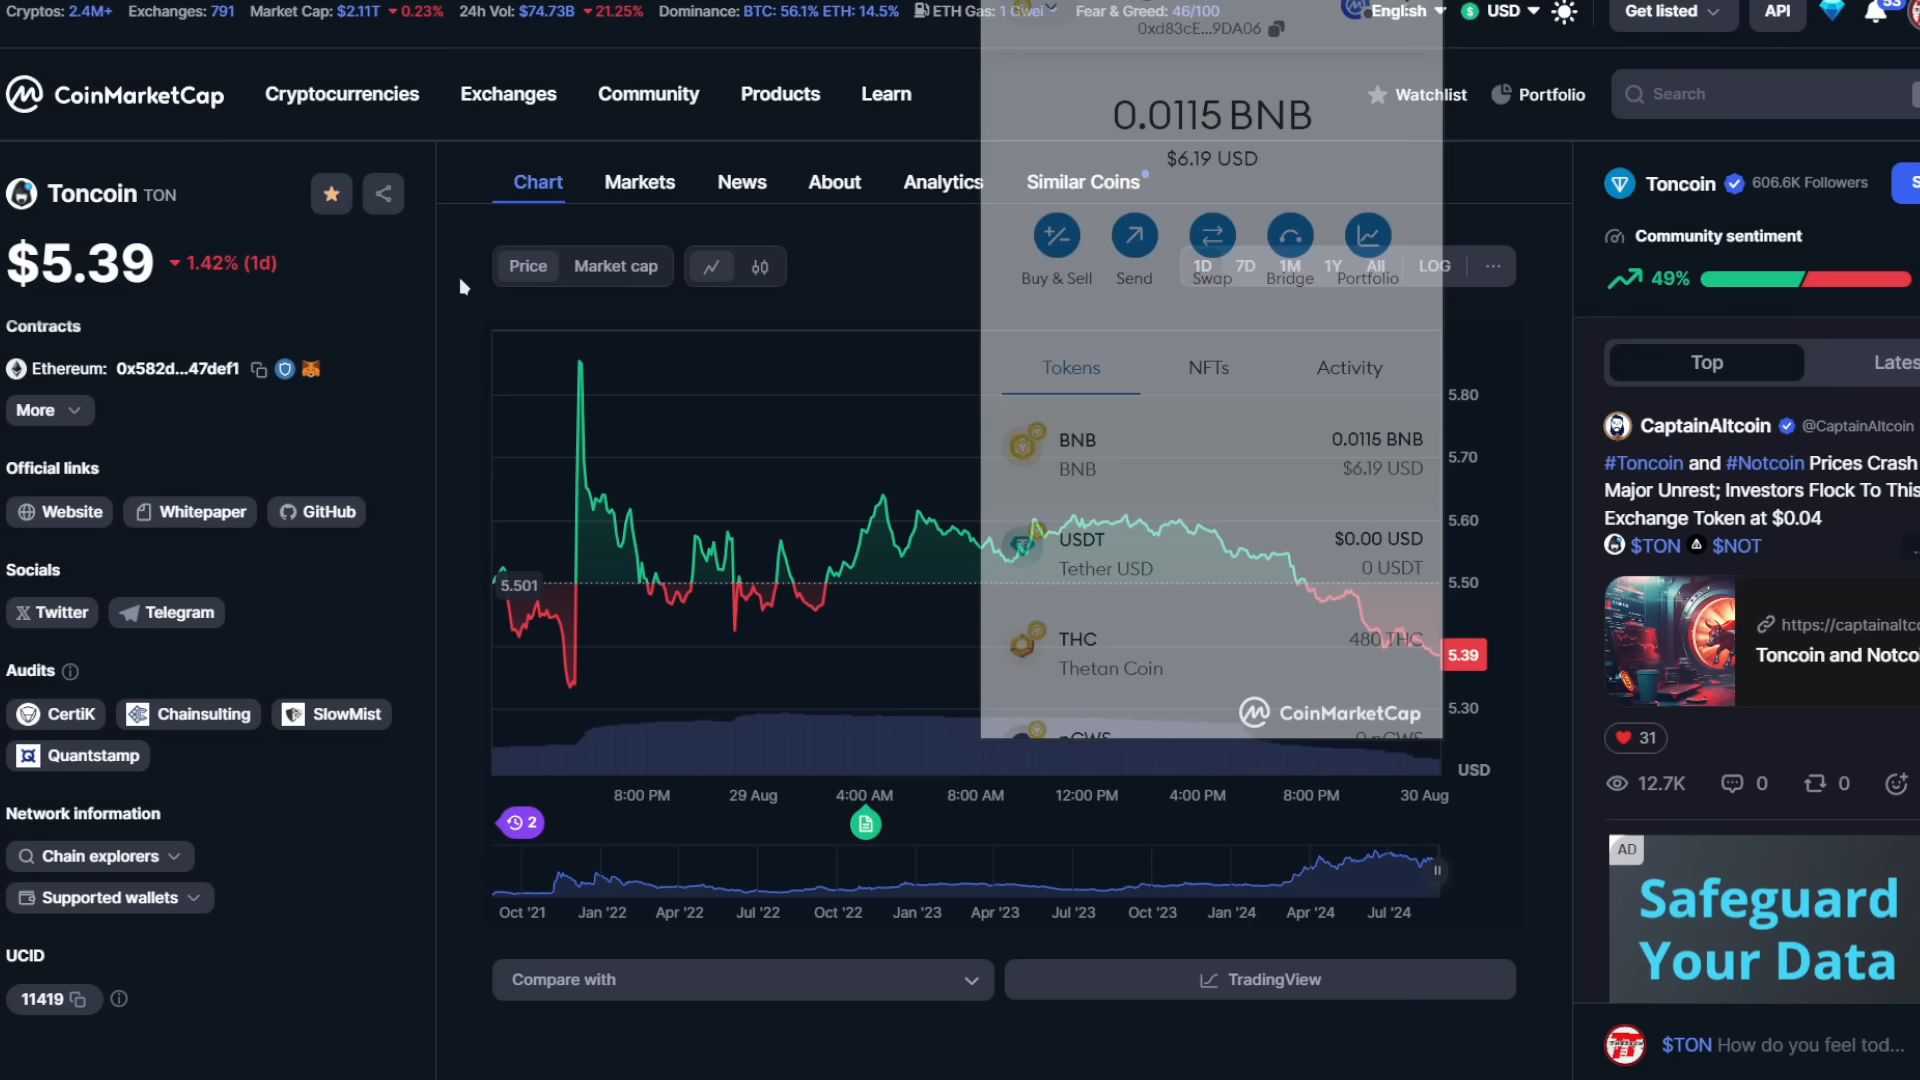 Cryptos: 2.4M+ Exchanges: 791 Market Cap: $2.11T 0.23% 24h Vol: $74.73B 21.25% Dominance: BTC: 56.1% ETH: 14.5% ETH Gas: 1 Gwei Fear & Greed: 46/100
English USD Get listed API 53
0xd83cE...9DA06
CoinMarketCap Cryptocurrencies Exchanges Community Products Learn Watchlist Portfolio Search
0.0115 BNB
$6.19 USD
Toncoin TON
$5.39 1.42% (1d)
Contracts
Ethereum: 0x582d...47def1
More
Official links
Website Whitepaper GitHub
Socials
Twitter Telegram
Audits
CertiK Chainsulting SlowMist
Quantstamp
Network information
Chain explorers
Supported wallets
UCID
11419
Chart Markets News About Analytics Similar Coins
Price Market cap
1D 7D 1M 1Y All LOG
Buy & Sell Send Swap Bridge Portfolio
Tokens NFTs Activity
BNB 0.0115 BNB
BNB $6.19 USD
USDT $0.00 USD
Tether USD 0 USDT
THC 480 THC
Thetan Coin
CoinMarketCap
5.501
5.80
5.70
5.60
5.50
5.39
5.30
USD
8:00 PM 29 Aug 4:00 AM 8:00 AM 12:00 PM 4:00 PM 8:00 PM 30 Aug
2
Oct '21 Jan '22 Apr '22 Jul '22 Oct '22 Jan '23 Apr '23 Jul '23 Oct '23 Jan '24 Apr '24 Jul '24
Compare with TradingView
Toncoin 606.6K Followers
Community sentiment
49%
Top Lates
CaptainAltcoin @CaptainAltcoin
#Toncoin and #Notcoin Prices Crash
Major Unrest; Investors Flock To This
Exchange Token at $0.04
$TON $NOT
https://captainaltco
Toncoin and Notcoi
31
12.7K 0 0
AD
Safeguard
Your Data
$TON How do you feel tod...